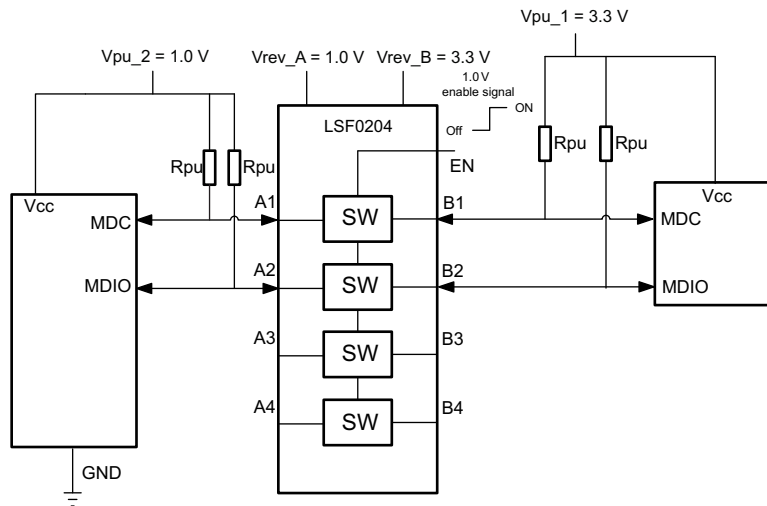 Vpu_1 = 3.3 V
Vpu_2 = 1.0 V
Vrev_A = 1.0 V
Vrev_B = 3.3 V
1.0 V
enable signal
ON
Off
LSF0204
EN
Rpu
Rpu
Rpu
Rpu
Vcc
Vcc
MDC
A1
SW
B1
MDC
MDIO
A2
SW
B2
MDIO
A3
SW
B3
A4
SW
B4
GND